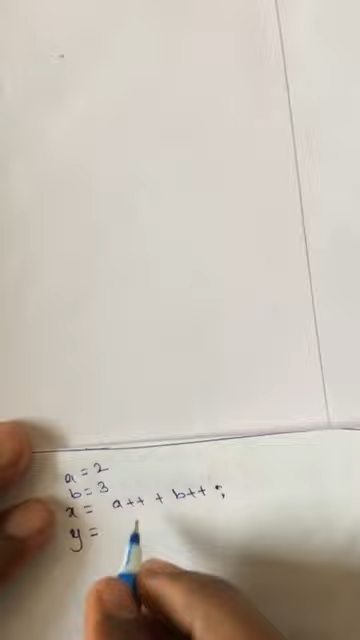 a = 2
b = 3
x = a++ + b++ ;
y =